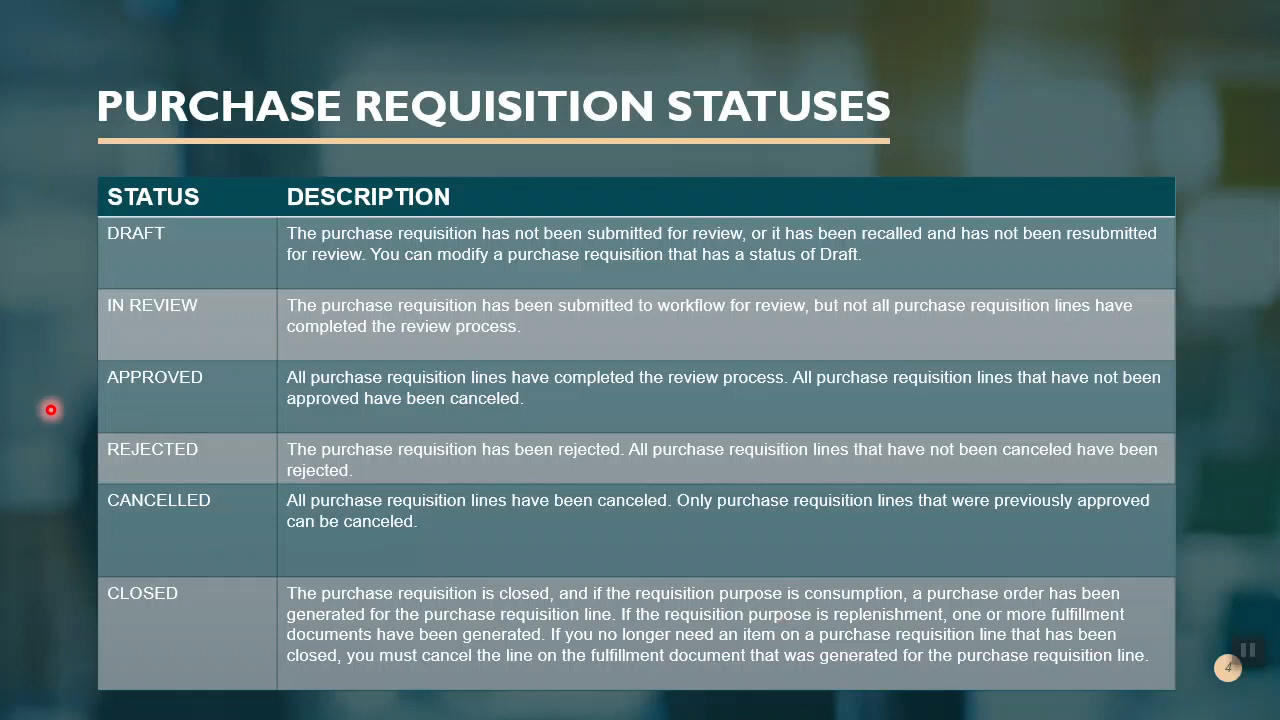 PURCHASE REQUISITION STATUSES
STATUS DESCRIPTION
DRAFT The purchase requisition has not been submitted for review, or it has been recalled and has not been resubmitted
for review. You can modify a purchase requisition that has a status of Draft.
IN REVIEW The purchase requisition has been submitted to workflow for review, but not all purchase requisition lines have
completed the review process.
APPROVED All purchase requisition lines have completed the review process. All purchase requisition lines that have not been
approved have been canceled.
REJECTED The purchase requisition has been rejected. All purchase requisition lines that have not been canceled have been
rejected.
CANCELLED All purchase requisition lines have been canceled. Only purchase requisition lines that were previously approved
can be canceled.
CLOSED The purchase requisition is closed, and if the requisition purpose is consumption, a purchase order has been
generated for the purchase requisition line. If the requisition purpose is replenishment, one or more fulfillment
documents have been generated. If you no longer need an item on a purchase requisition line that has been
closed, you must cancel the line on the fulfillment document that was generated for the purchase requisition line.
4